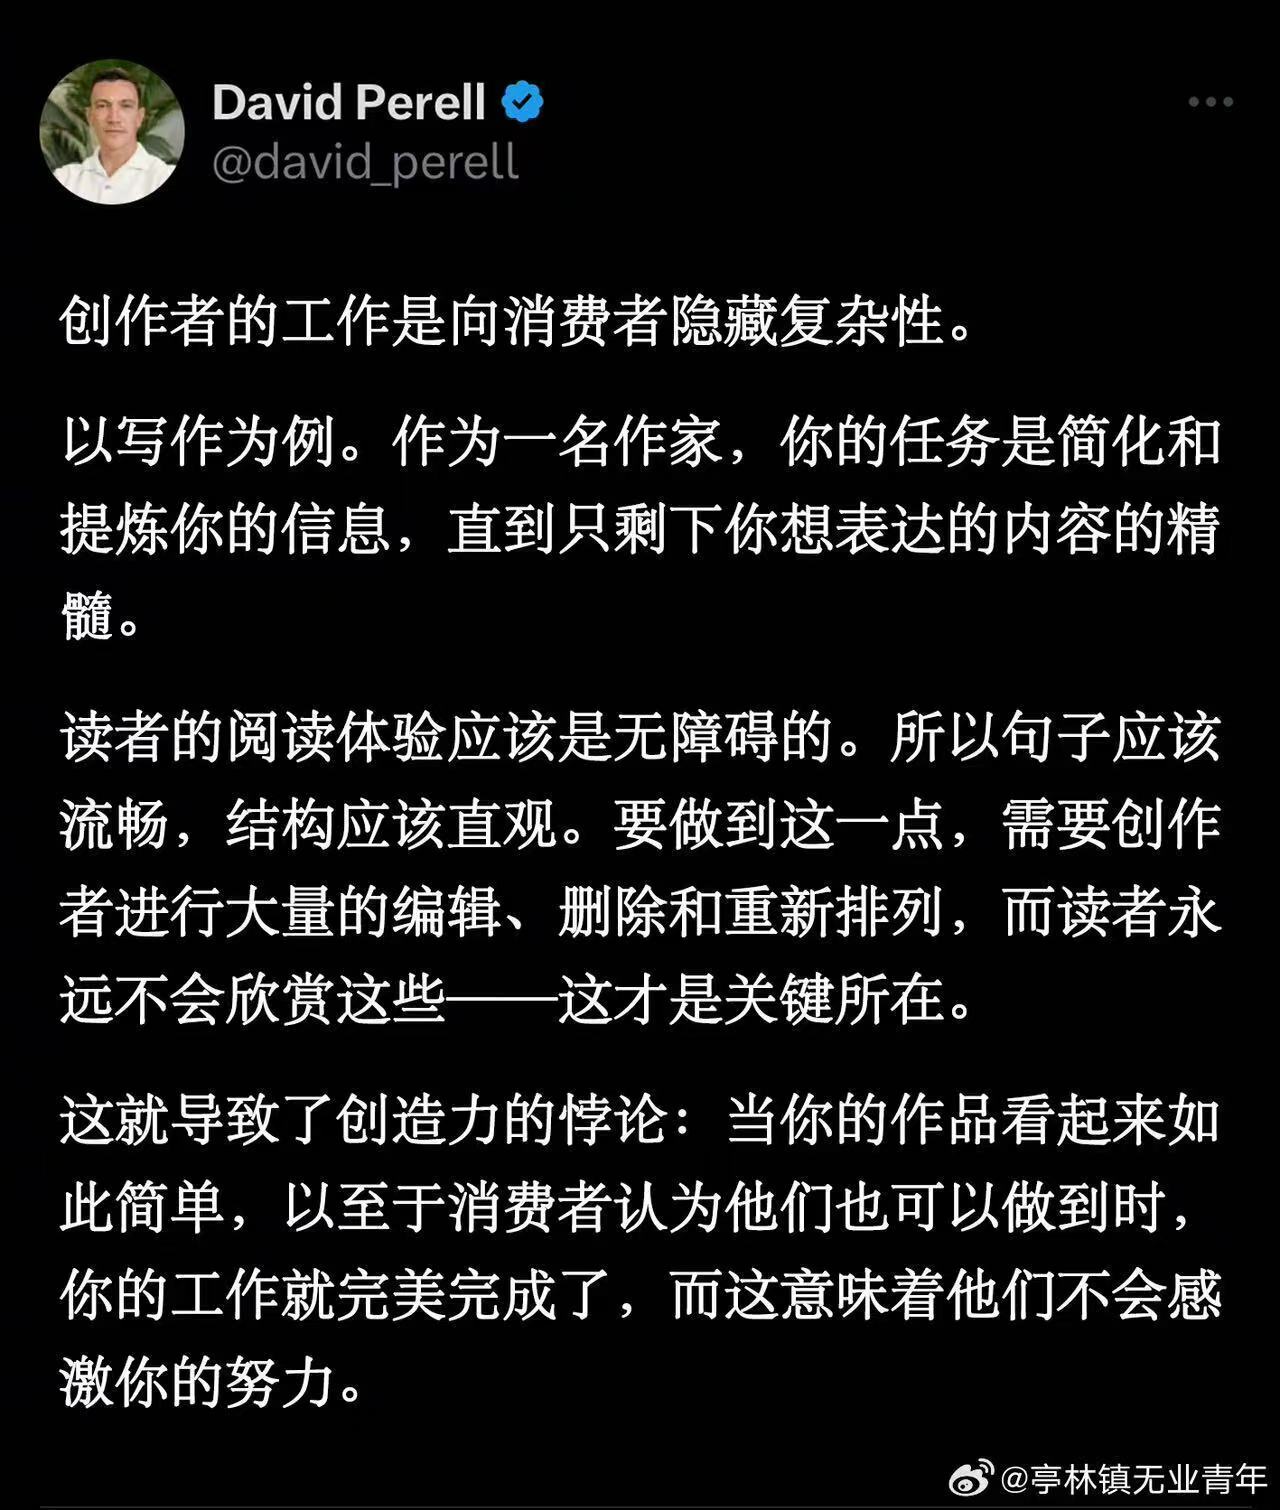 David Perell
@david_perell
创作者的工作是向消费者隐藏复杂性。
以写作为例。作为一名作家，你的任务是简化和
提炼你的信息，直到只剩下你想表达的内容的精
髓。
读者的阅读体验应该是无障碍的。所以句子应该
流畅，结构应该直观。要做到这一点，需要创作
者进行大量的编辑、删除和重新排列，而读者永
远不会欣赏这些——这才是关键所在。
这就导致了创造力的悖论：当你的作品看起来如
此简单，以至于消费者认为他们也可以做到时，
你的工作就完美完成了，而这意味着他们不会感
激你的努力。
@亭林镇无业青年